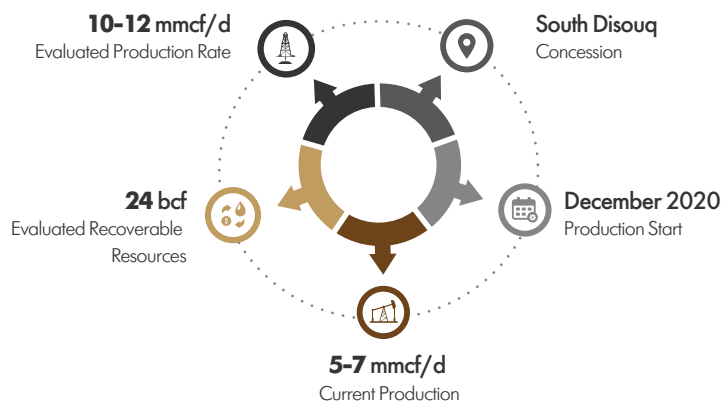 10-12 mmcf/d
Evaluated Production Rate
South Disouq
Concession
24 bcf
Evaluated Recoverable
Resources
December 2020
Production Start
5-7 mmcf/d
Current Production